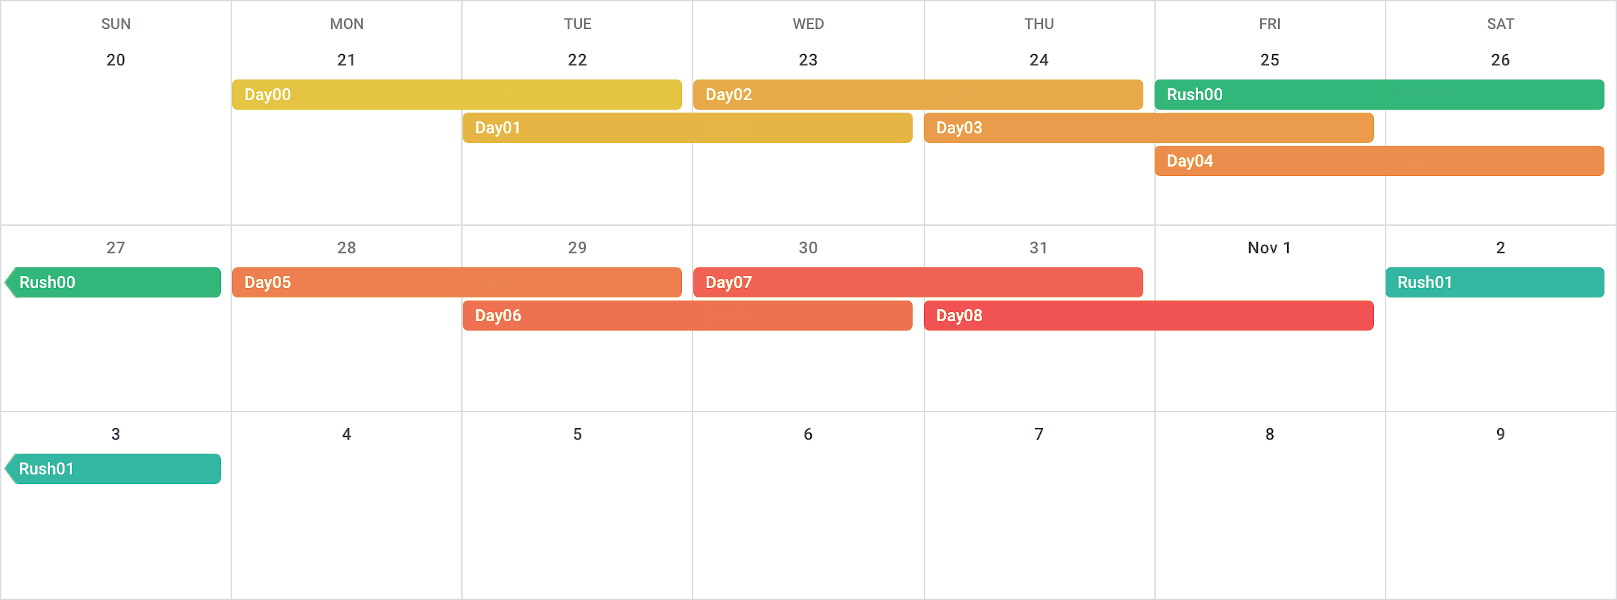 SUN MON TUE WED THU FRI SAT
20 21 22 23 24 25 26
Day00 Day02 Rush00
Day01 Day03
Day04
27 28 29 30 31 Nov 1 2
Rush00 Day05 Day07 Rush01
Day06 Day08
3 4 5 6 7 8 9
Rush01